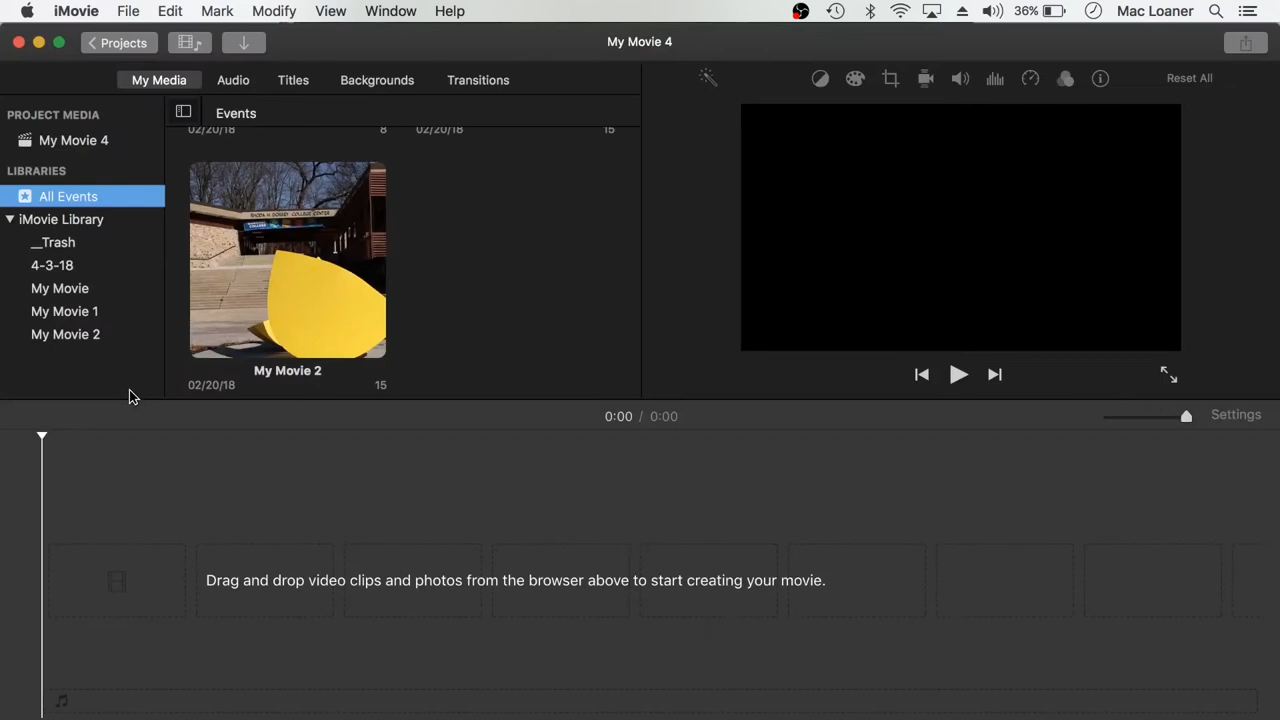 iMovie File Edit Mark Modify View Window Help 36% Mac Loaner
Projects My Movie 4
My Media Audio Titles Backgrounds Transitions Reset All
PROJECT MEDIA
My Movie 4
LIBRARIES
All Events
iMovie Library
__Trash
4-3-18
My Movie
My Movie 1
My Movie 2
Events
02/20/18 8 02/20/18 15
RHODA M. DORSEY COLLEGE CENTER
My Movie 2
02/20/18 15
0:00 / 0:00 Settings
Drag and drop video clips and photos from the browser above to start creating your movie.